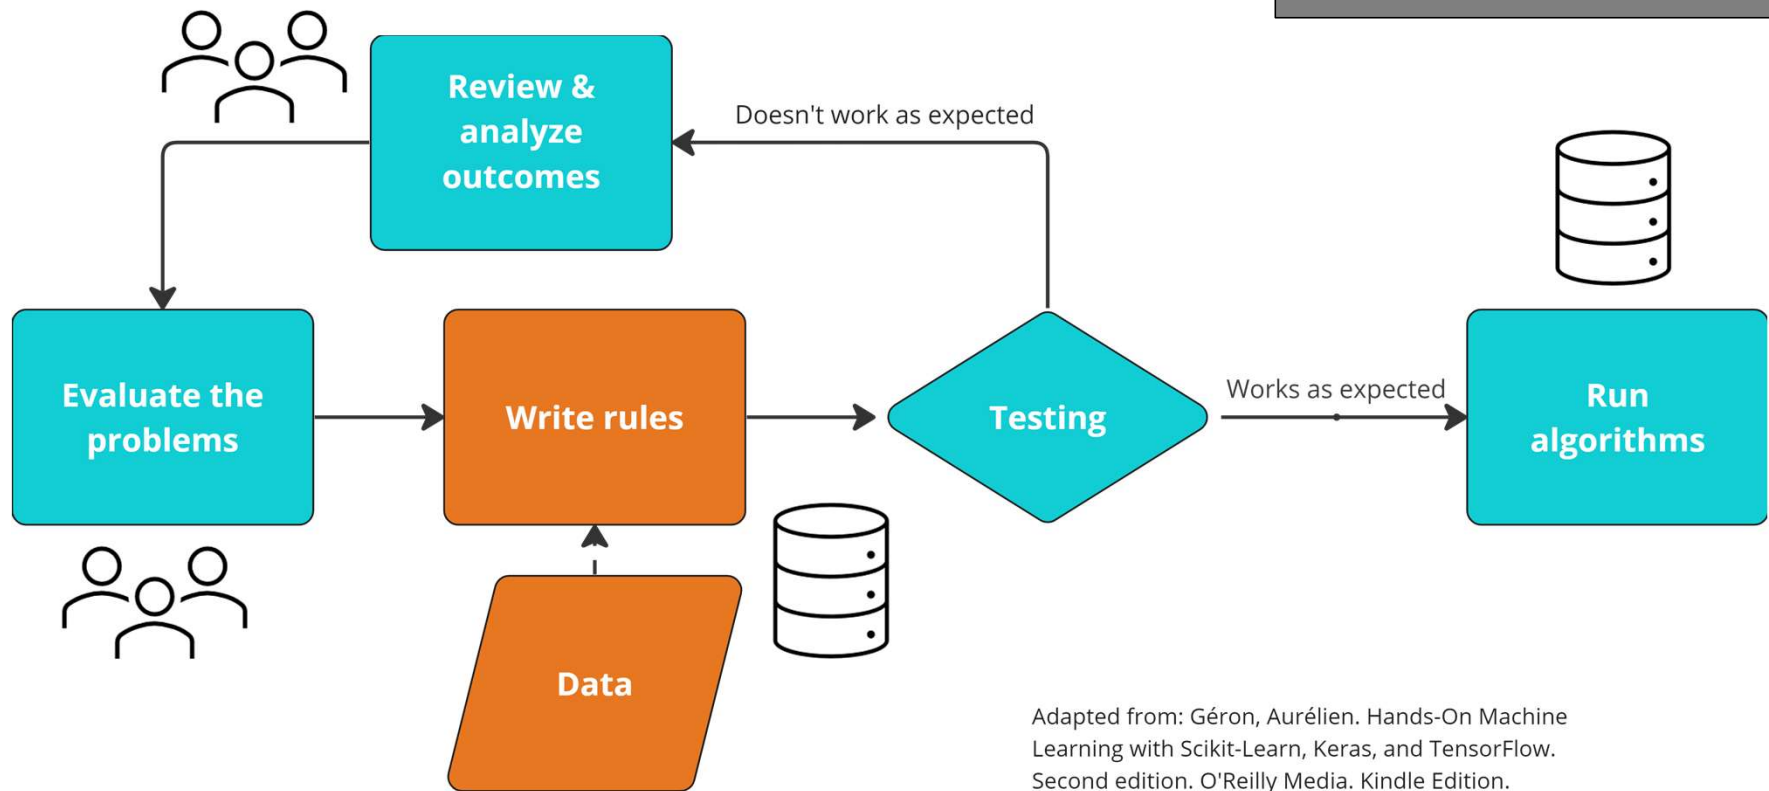 Review &
analyze
outcomes
Doesn't work as expected
Evaluate the
problems
Write rules
Testing
Works as expected
Run
algorithms
Data
Adapted from: Géron, Aurélien. Hands-On Machine
Learning with Scikit-Learn, Keras, and TensorFlow.
Second edition. O'Reilly Media. Kindle Edition.